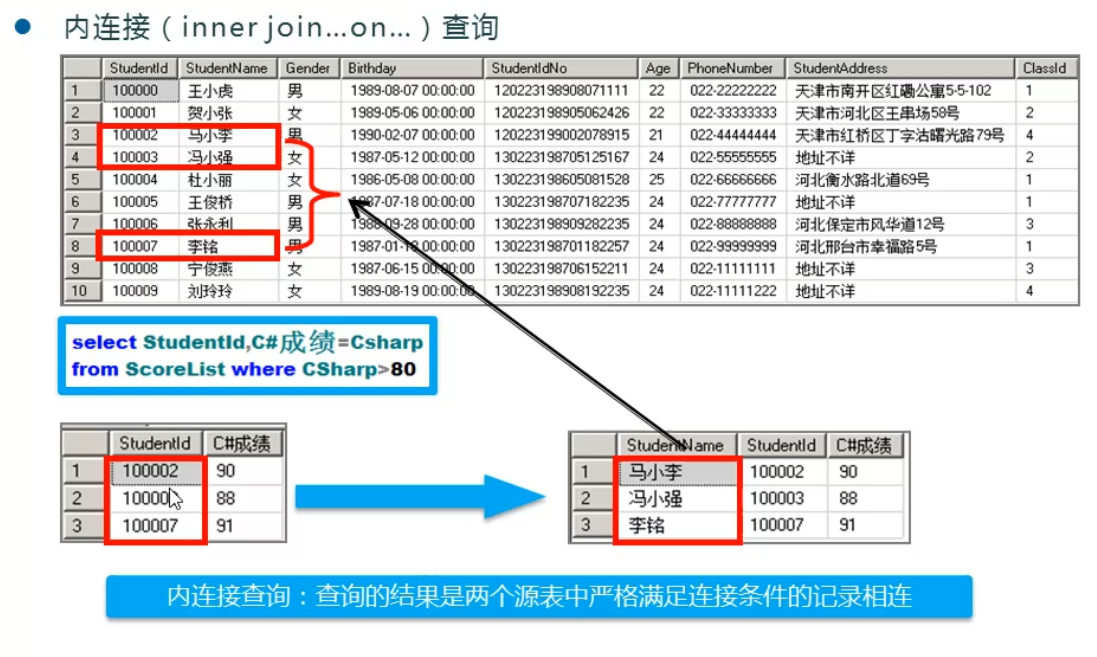 内连接（inner join...on...）查询
StudentId StudentName Gender Birthday StudentIdNo Age PhoneNumber StudentAddress ClassId
1 100000 王小虎 男 1989-08-07 00:00:00 120223198908071111 22 022-22222222 天津市南开区红磡公寓5-5-102 1
2 100001 贺小张 女 1989-05-06 00:00:00 120223198905062426 22 022-33333333 天津市河北区王串场58号 2
3 100002 马小李 男 1990-02-07 00:00:00 120223199002078915 21 022-44444444 天津市红桥区丁字沽曙光路79号 4
4 100003 冯小强 女 1987-05-12 00:00:00 130223198705125167 24 022-55555555 地址不详 2
5 100004 杜小丽 女 1986-05-08 00:00:00 130223198605081528 25 022-66666666 河北衡水路北道69号 1
6 100005 王俊桥 男 1987-07-18 00:00:00 130223198707182235 24 022-77777777 地址不详 1
7 100006 张永利 男 1988-09-28 00:00:00 130223198909282235 24 022-88888888 河北保定市风华道12号 3
8 100007 李铭 男 1987-01-18 00:00:00 130223198701182257 24 022-99999999 河北邢台市幸福路5号 1
9 100008 宁俊燕 女 1987-06-15 00:00:00 130223198706152211 24 022-11111111 地址不详 3
10 100009 刘玲玲 女 1989-08-19 00:00:00 130223198908192235 24 022-11111222 地址不详 4
select StudentId,C#成绩=Csharp
from ScoreList where CSharp>80
StudentId C#成绩
1 100002 90
2 10000 88
3 100007 91
StudentName StudentId C#成绩
1 马小李 100002 90
2 冯小强 100003 88
3 李铭 100007 91
内连接查询：查询的结果是两个源表中严格满足连接条件的记录相连